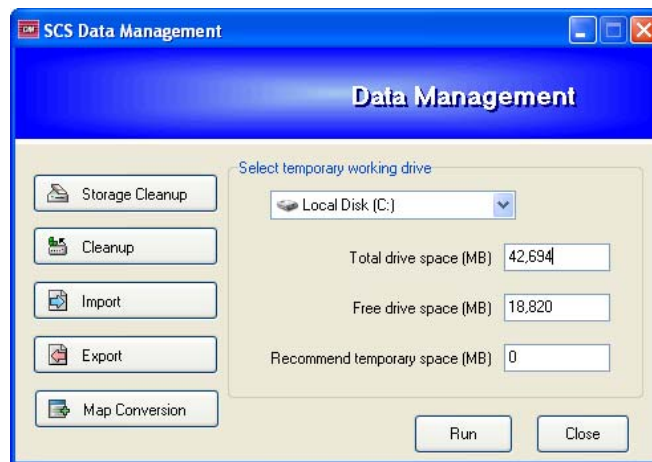 SCS Data Management
Data Management
Storage Cleanup
Cleanup
Import
Export
Map Conversion
Select temporary working drive
Local Disk (C:)
Total drive space (MB) 42,694
Free drive space (MB) 18,820
Recommend temporary space (MB) 0
Run Close